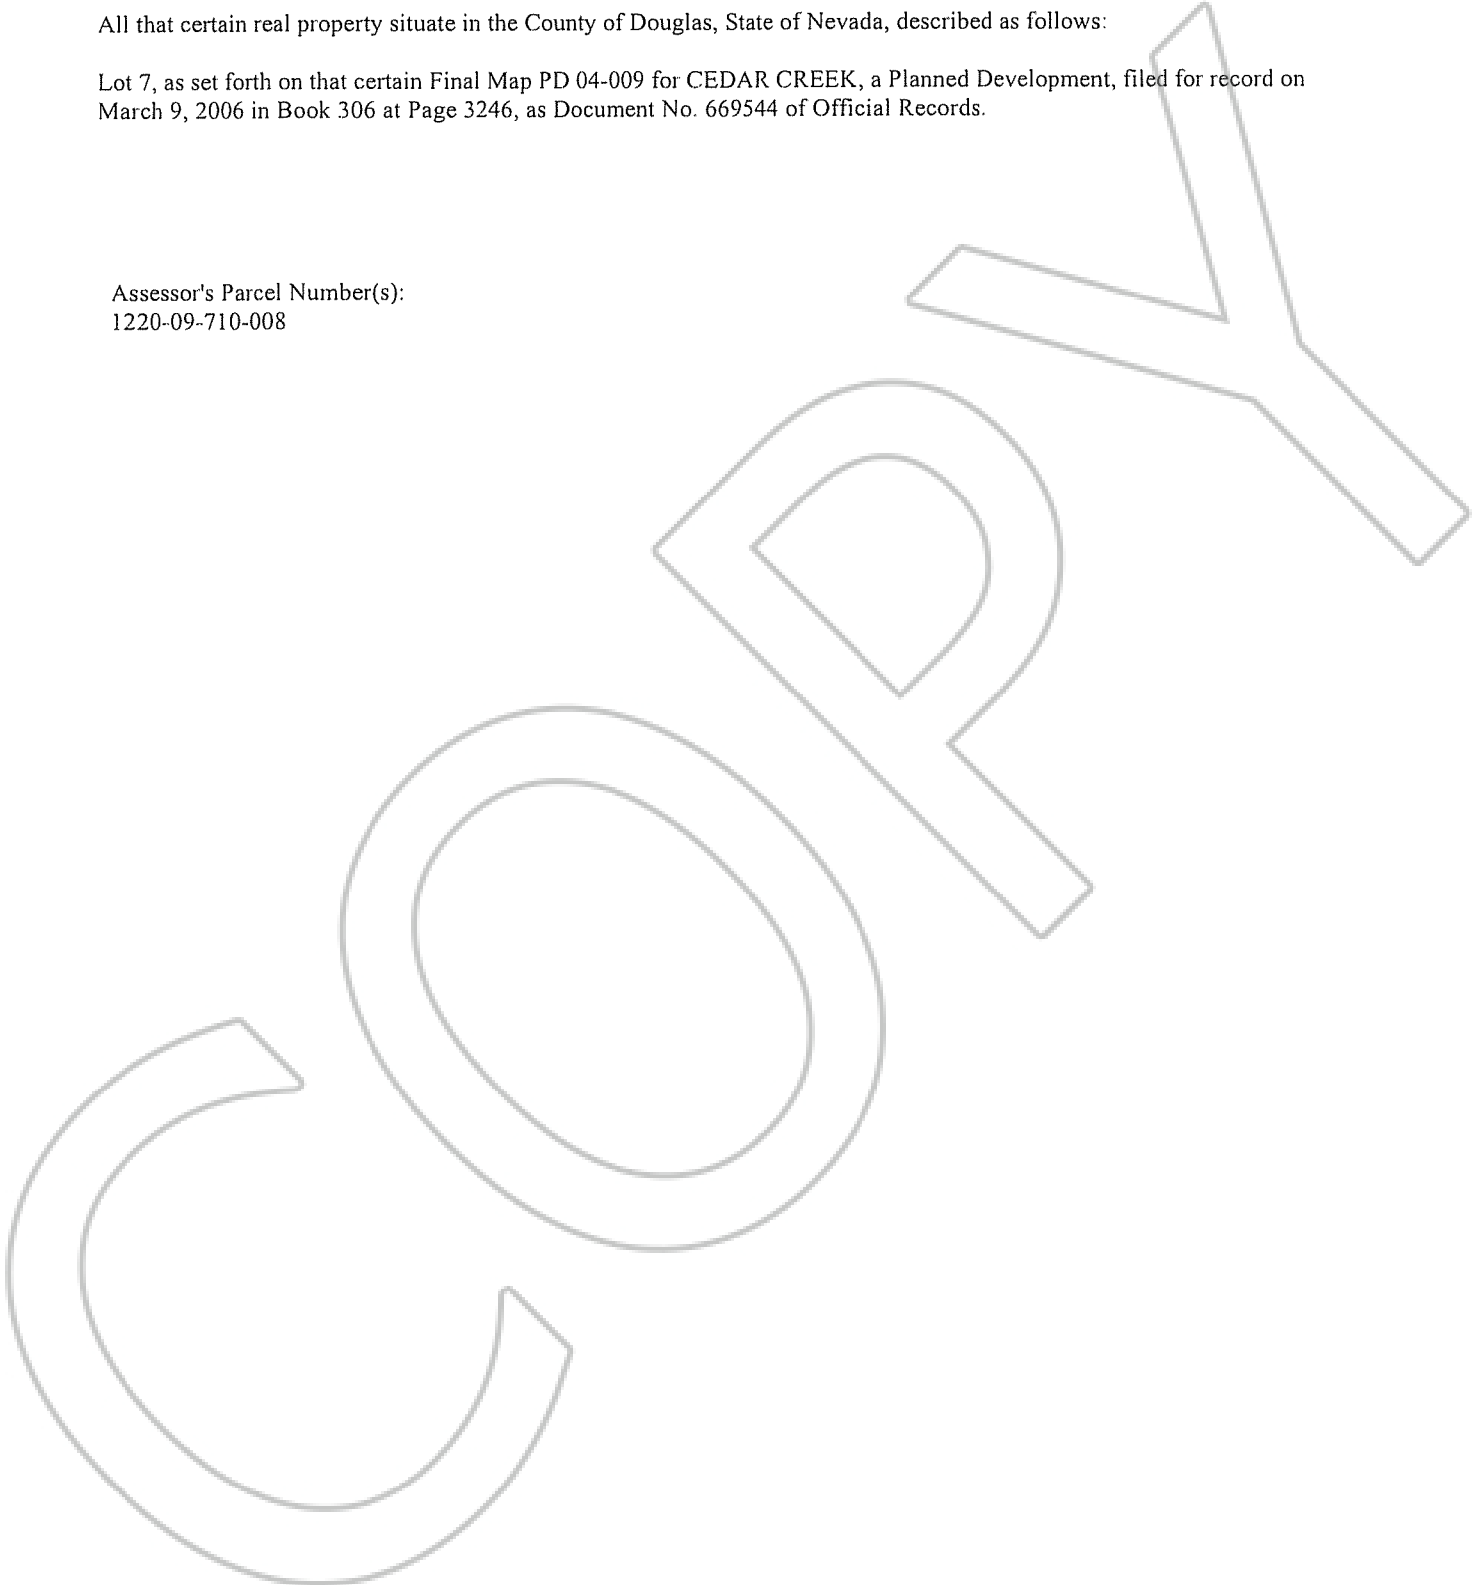 All that certain real property situate in the County of Douglas, State of Nevada, described as follows:
Lot 7, as set forth on that certain Final Map PD 04-009 for CEDAR CREEK, a Planned Development, filed for record on
March 9, 2006 in Book 306 at Page 3246, as Document No. 669544 of Official Records.
Assessor's Parcel Number(s):
1220-09-710-008
COPY